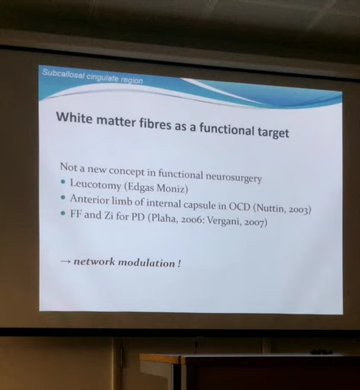 Subcallosal cingulate region
White matter fibres as a functional target
Not a new concept in functional neurosurgery
• Leucotomy (Edgas Moniz)
• Anterior limb of internal capsule in OCD (Nuttin, 2003)
• FF and Zi for PD (Plaha, 2006; Vergani, 2007)
→ network modulation !